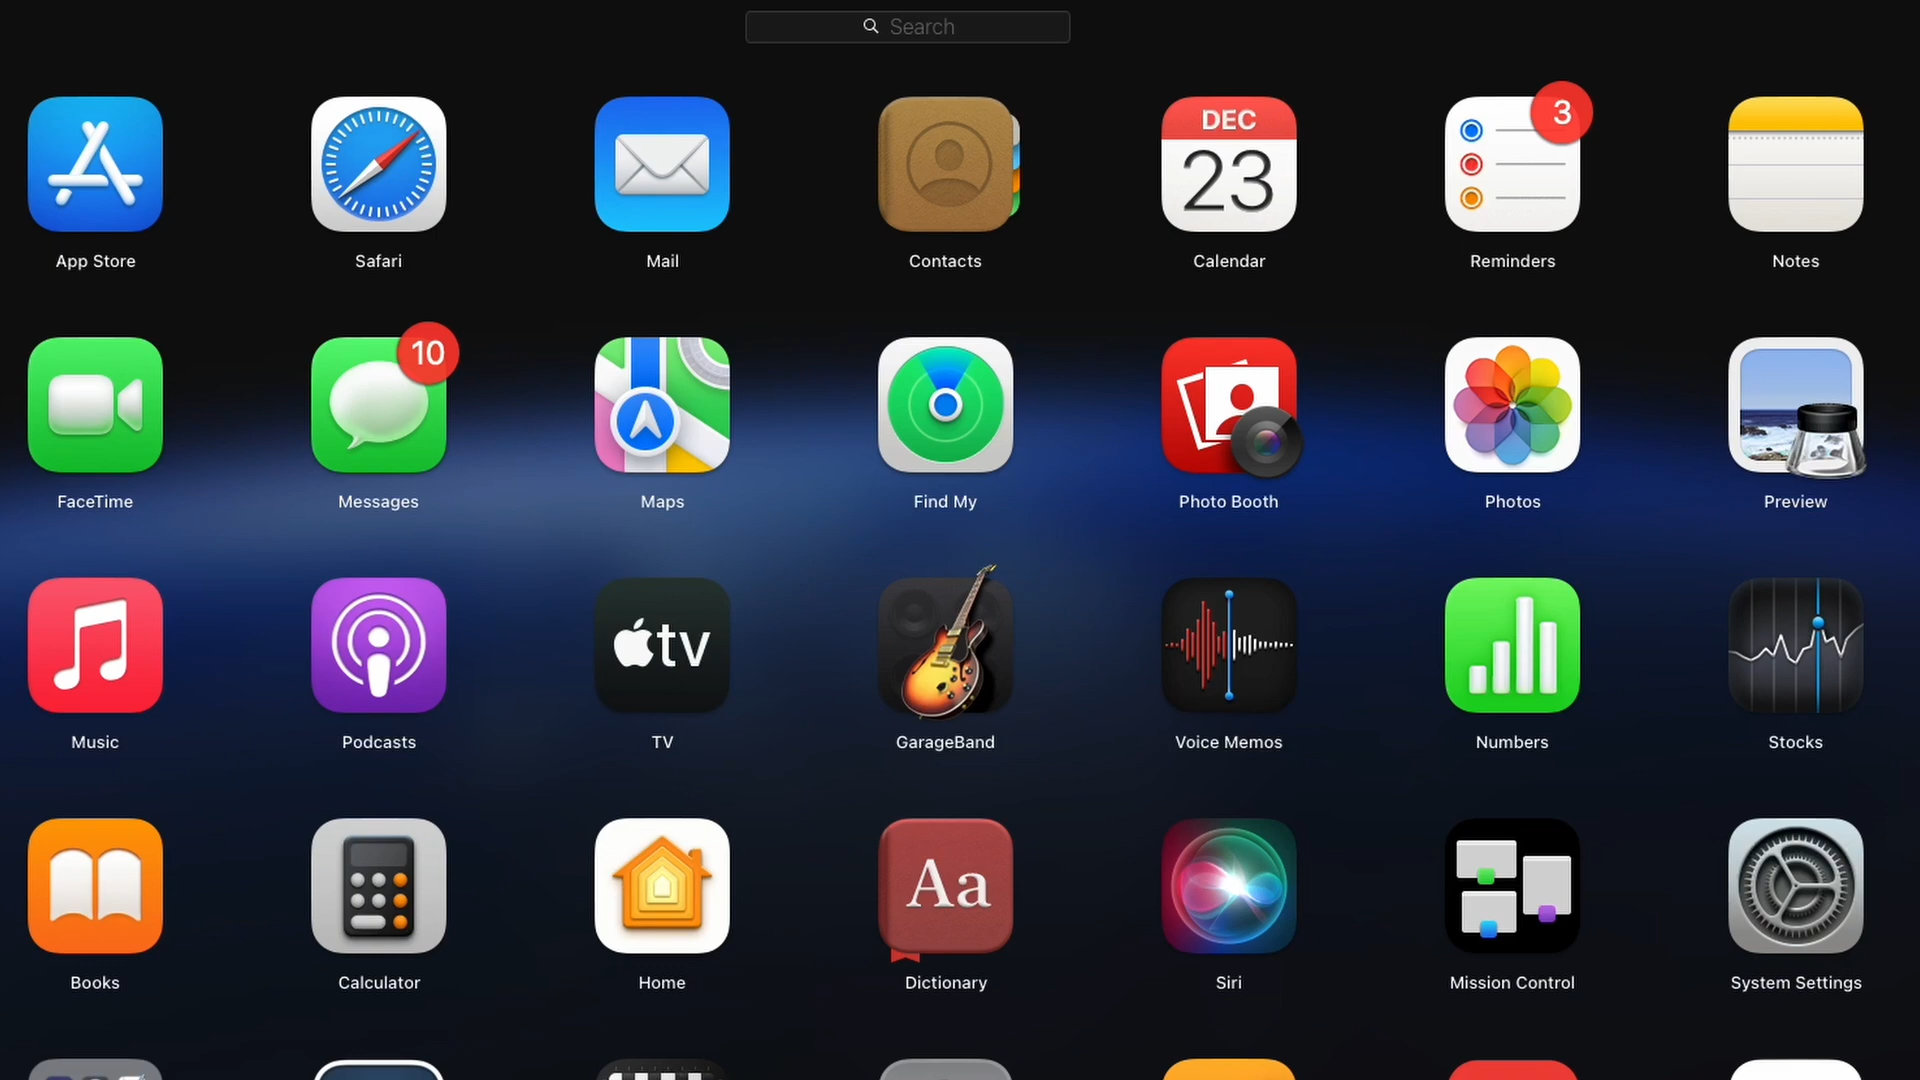 Search
DEC
23
3
App Store
Safari
Mail
Contacts
Calendar
Reminders
Notes
10
FaceTime
Messages
Maps
Find My
Photo Booth
Photos
Preview
tv
Music
Podcasts
TV
GarageBand
Voice Memos
Numbers
Stocks
Aa
Books
Calculator
Home
Dictionary
Siri
Mission Control
System Settings